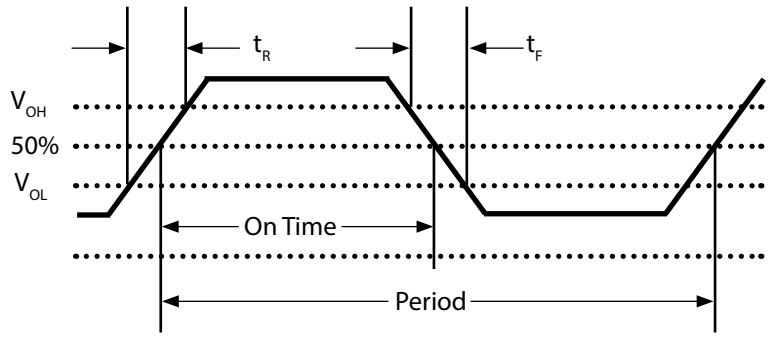 t_R
t_F
V_OH
50%
V_OL
On Time
Period